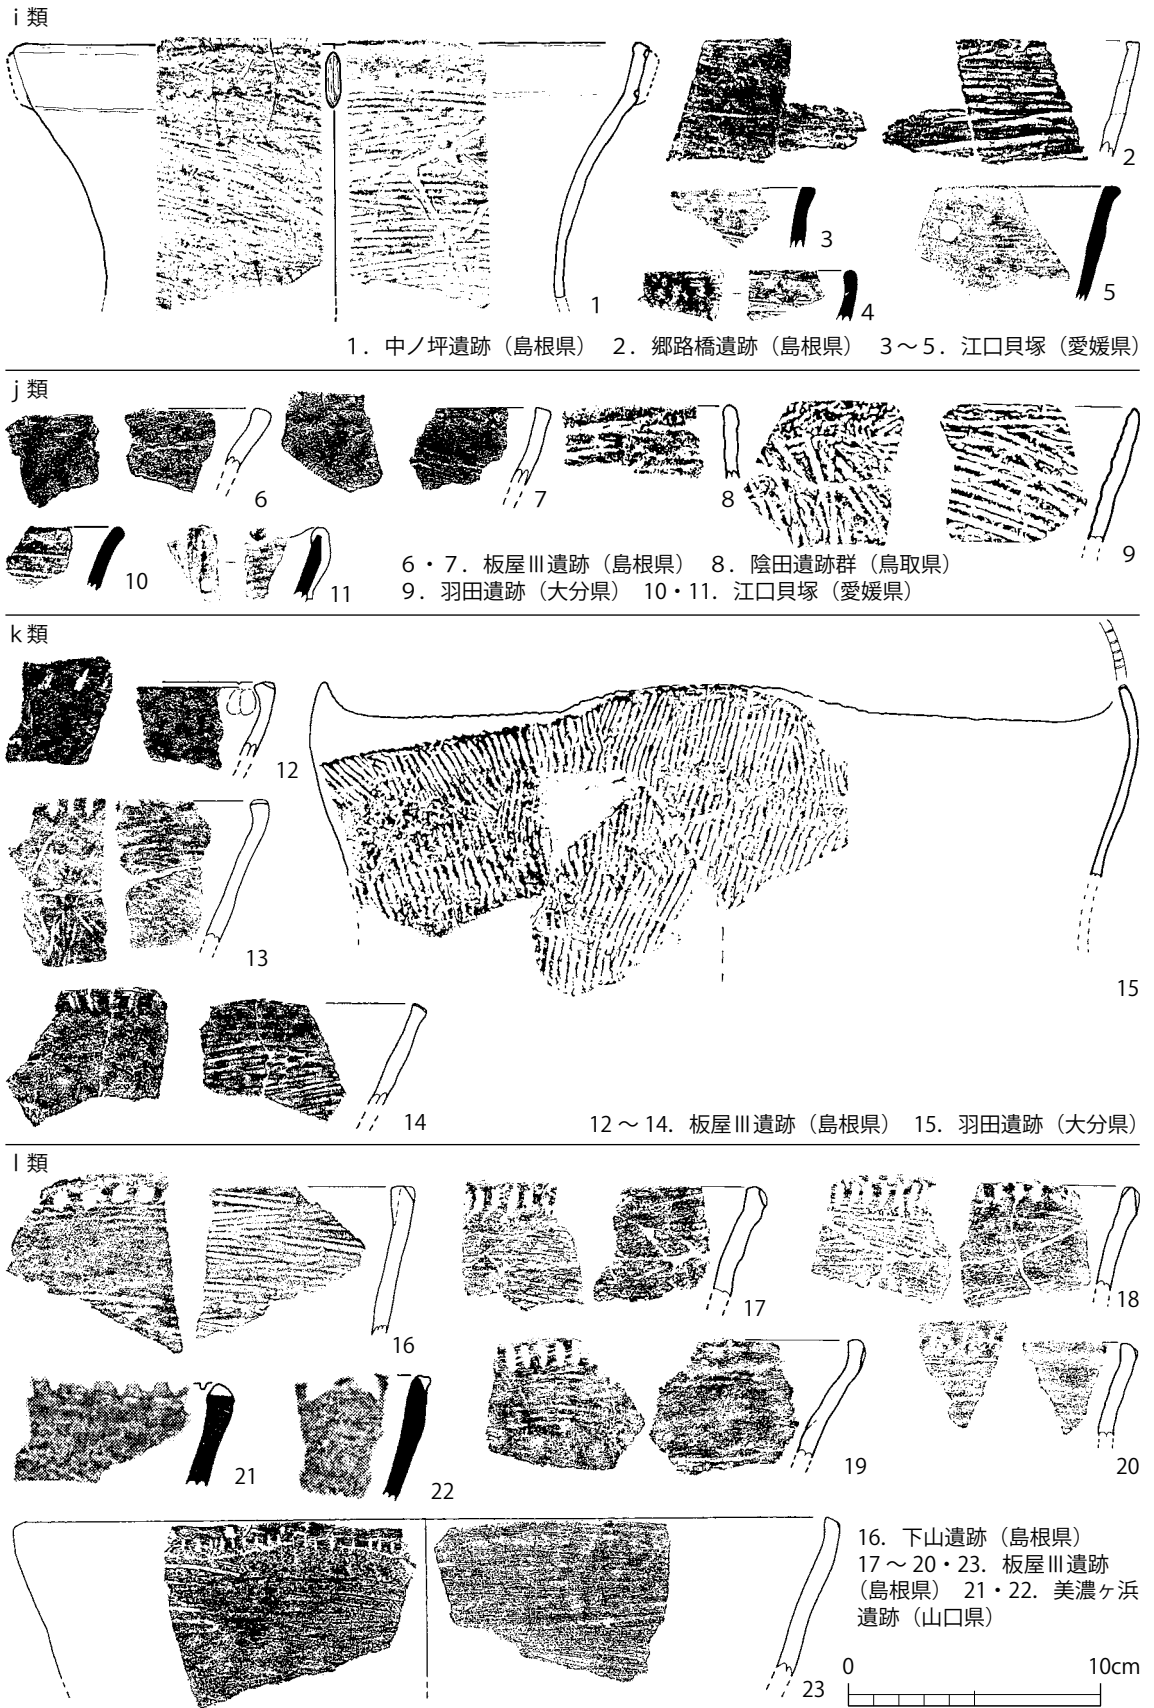 i 類
1
2
3
4
5
1．中ノ坪遺跡（島根県） 2．郷路橋遺跡（島根県） 3～5．江口貝塚（愛媛県）
j 類
6
7
8
9
10
11
6・7．板屋Ⅲ遺跡（島根県） 8．陰田遺跡群（鳥取県）
9．羽田遺跡（大分県） 10・11．江口貝塚（愛媛県）
k 類
12
13
14
15
12～14．板屋Ⅲ遺跡（島根県） 15．羽田遺跡（大分県）
l 類
16
17
18
19
20
21
22
23
16．下山遺跡（島根県）
17～20・23．板屋Ⅲ遺跡
（島根県） 21・22．美濃ヶ浜
遺跡（山口県）
0 10cm